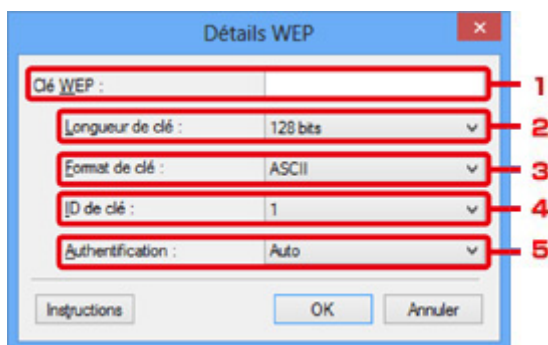 Détails WEP
Clé WEP :
1
Longueur de clé : 128 bits
2
Format de clé : ASCII
3
ID de clé : 1
4
Authentification : Auto
5
Instructions OK Annuler